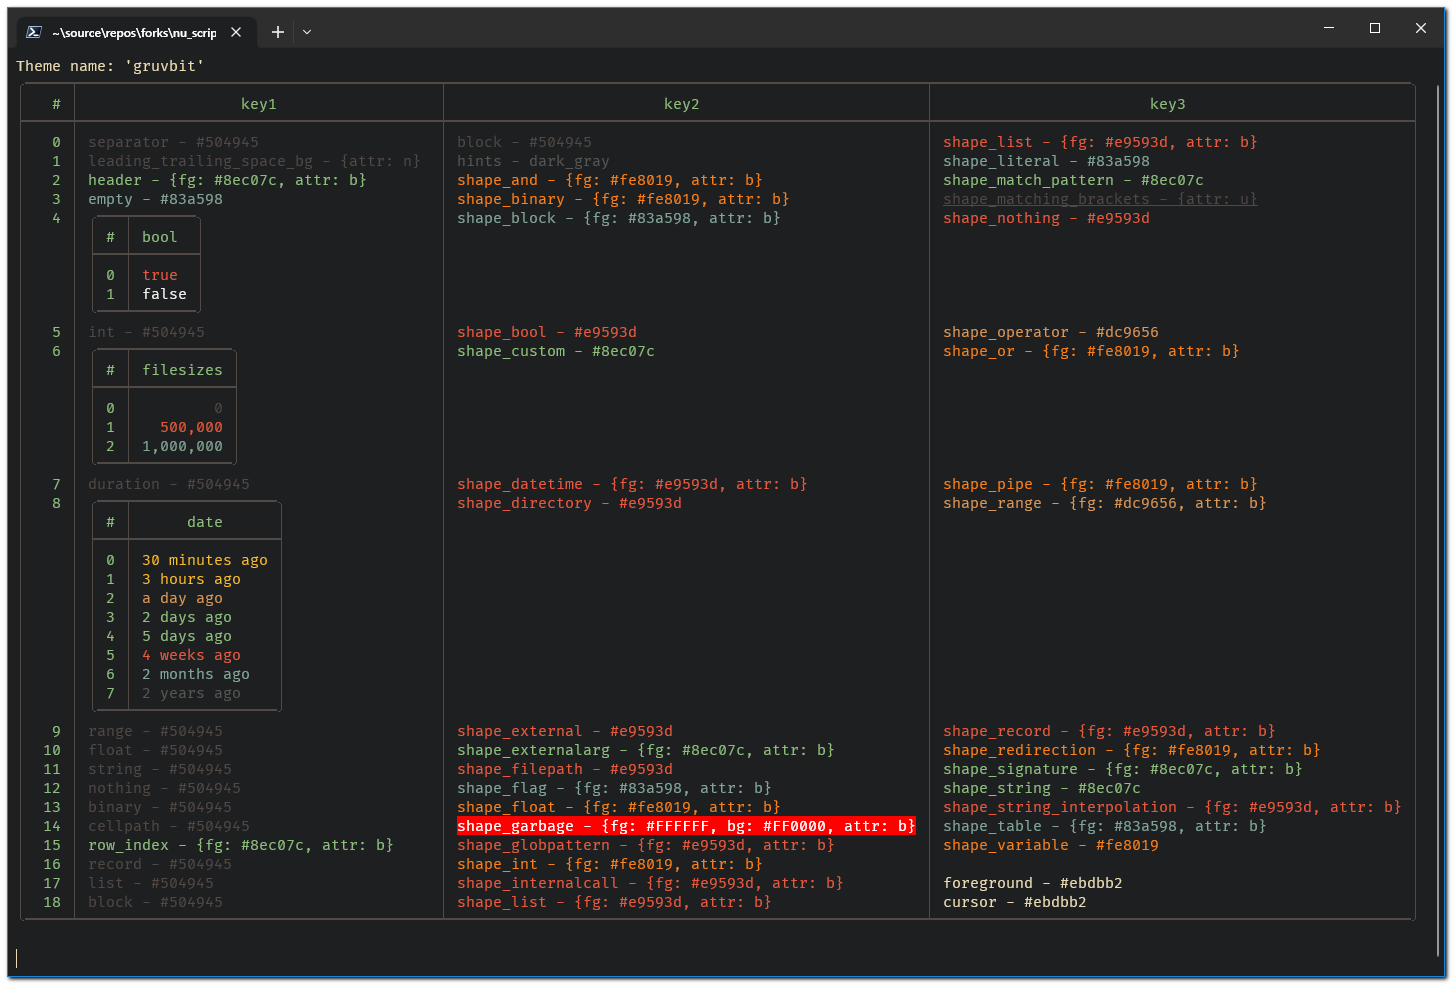 ~\source\repos\forks\nu_scrip
Theme name: 'gruvbit'
# key1 key2 key3
0 separator - #504945 block - #504945 shape_list - {fg: #e9593d, attr: b}
1 leading_trailing_space_bg - {attr: n} hints - dark_gray shape_literal - #83a598
2 header - {fg: #8ec07c, attr: b} shape_and - {fg: #fe8019, attr: b} shape_match_pattern - #8ec07c
3 empty - #83a598 shape_binary - {fg: #fe8019, attr: b} shape_matching_brackets - {attr: u}
4 shape_block - {fg: #83a598, attr: b} shape_nothing - #e9593d
# bool
0 true
1 false
5 int - #504945 shape_bool - #e9593d shape_operator - #dc9656
6 shape_custom - #8ec07c shape_or - {fg: #fe8019, attr: b}
# filesizes
0 0
1 500,000
2 1,000,000
7 duration - #504945 shape_datetime - {fg: #e9593d, attr: b} shape_pipe - {fg: #fe8019, attr: b}
8 shape_directory - #e9593d shape_range - {fg: #dc9656, attr: b}
# date
0 30 minutes ago
1 3 hours ago
2 a day ago
3 2 days ago
4 5 days ago
5 4 weeks ago
6 2 months ago
7 2 years ago
9 range - #504945 shape_external - #e9593d shape_record - {fg: #e9593d, attr: b}
10 float - #504945 shape_externalarg - {fg: #8ec07c, attr: b} shape_redirection - {fg: #fe8019, attr: b}
11 string - #504945 shape_filepath - #e9593d shape_signature - {fg: #8ec07c, attr: b}
12 nothing - #504945 shape_flag - {fg: #83a598, attr: b} shape_string - #8ec07c
13 binary - #504945 shape_float - {fg: #fe8019, attr: b} shape_string_interpolation - {fg: #e9593d, attr: b}
14 cellpath - #504945 shape_garbage - {fg: #FFFFFF, bg: #FF0000, attr: b} shape_table - {fg: #83a598, attr: b}
15 row_index - {fg: #8ec07c, attr: b} shape_globpattern - {fg: #e9593d, attr: b} shape_variable - #fe8019
16 record - #504945 shape_int - {fg: #fe8019, attr: b}
17 list - #504945 shape_internalcall - {fg: #e9593d, attr: b} foreground - #ebdbb2
18 block - #504945 shape_list - {fg: #e9593d, attr: b} cursor - #ebdbb2